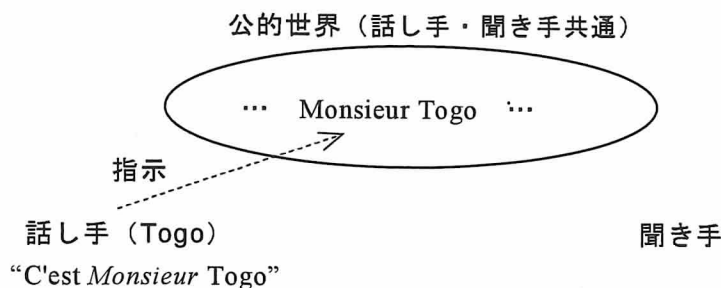 公的世界（話し手・聞き手共通）
… Monsieur Togo …
指示
話し手（Togo）
聞き手
“C'est Monsieur Togo”